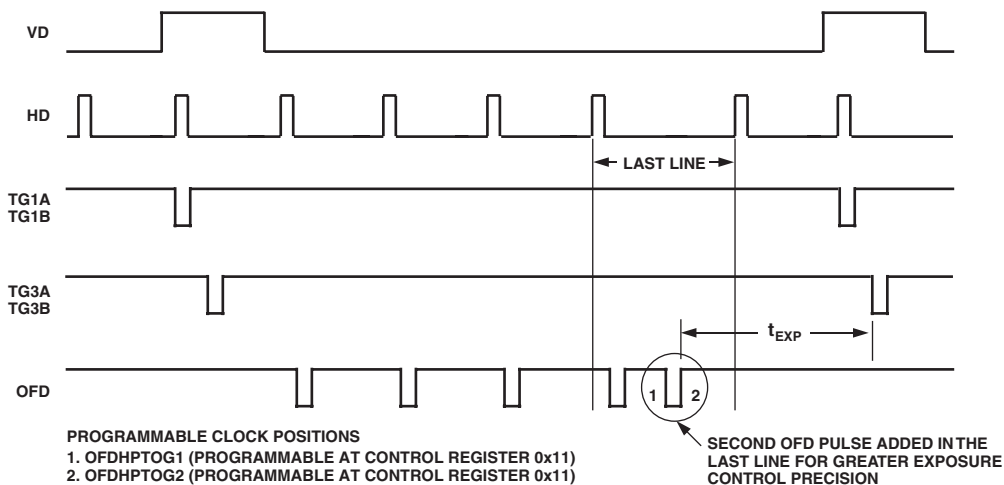 VD
HD
LAST LINE
TG1A
TG1B
TG3A
TG3B
tEXP
OFD
1 2
PROGRAMMABLE CLOCK POSITIONS
1. OFDHPTOG1 (PROGRAMMABLE AT CONTROL REGISTER 0x11)
2. OFDHPTOG2 (PROGRAMMABLE AT CONTROL REGISTER 0x11)
SECOND OFD PULSE ADDED IN THE
LAST LINE FOR GREATER EXPOSURE
CONTROL PRECISION